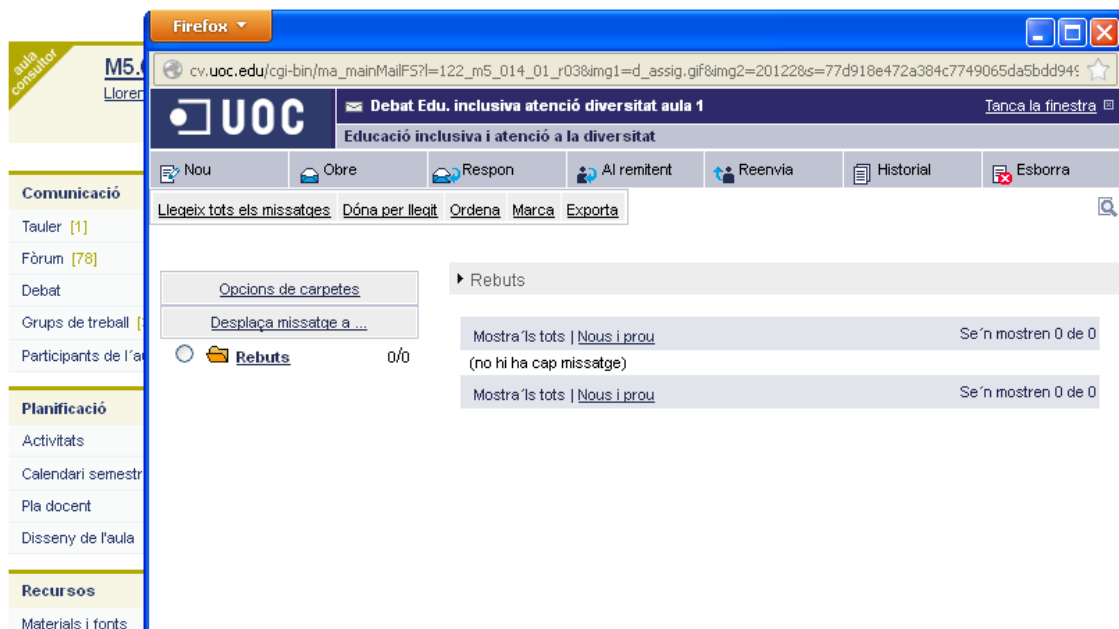 Firefox
aula
consultor
M5.
Lloren
cv.uoc.edu/cgi-bin/ma_mainMailFS?l=122_m5_014_01_r03&img1=d_assig.gif&img2=20122&s=77d918e472a384c7749065da5bdd949
UOC
Debat Edu. inclusiva atenció diversitat aula 1
Tanca la finestra
Educació inclusiva i atenció a la diversitat
Nou Obre Respon Al remitent Reenvia Historial Esborra
Llegeix tots els missatges Dóna per llegit Ordena Marca Exporta
Comunicació
Tauler [1]
Fòrum [78]
Debat
Grups de treball [
Participants de l´a
Planificació
Activitats
Calendari semestr
Pla docent
Disseny de l'aula
Recursos
Materials i fonts
Opcions de carpetes
Desplaça missatge a ...
Rebuts 0/0
Rebuts
Mostra´ls tots | Nous i prou Se´n mostren 0 de 0
(no hi ha cap missatge)
Mostra´ls tots | Nous i prou Se´n mostren 0 de 0